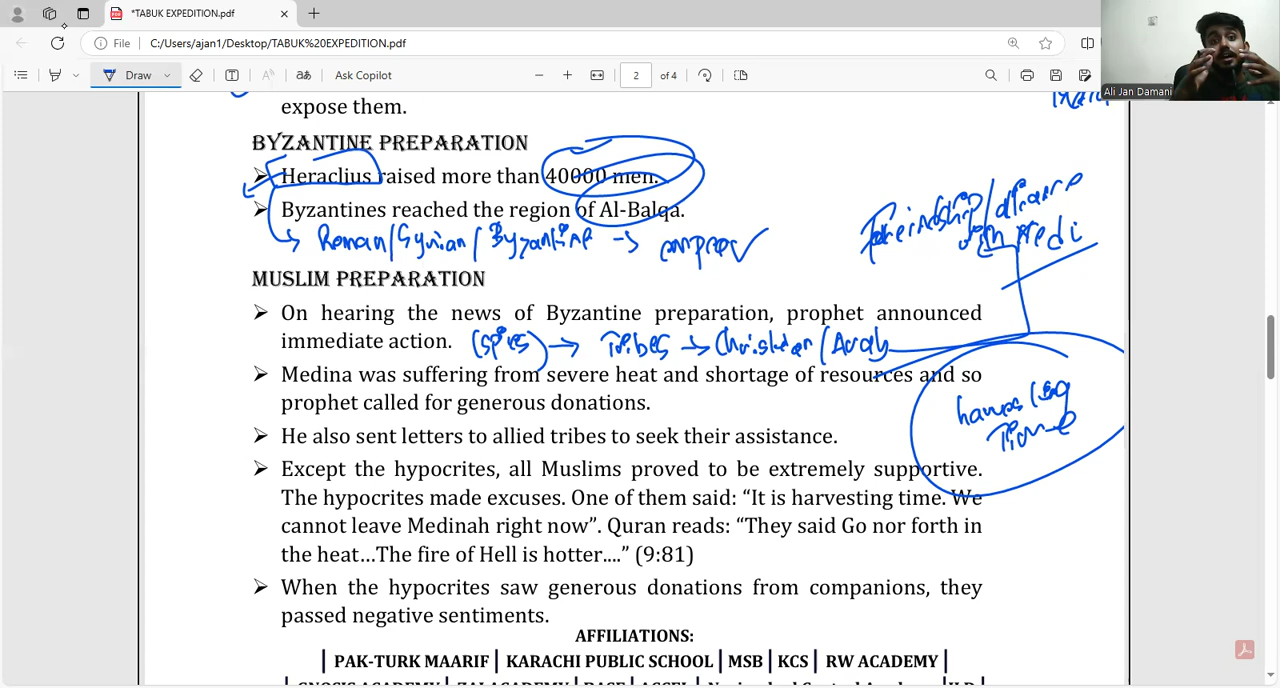 *TABUK EXPEDITION.pdf
File C:/Users/ajan1/Desktop/TABUK%20EXPEDITION.pdf
Draw Ask Copilot 2 of 4
Ali Jan Damani
expose them.
BYZANTINE PREPARATION
Heraclius raised more than 40000 men.
Byzantines reached the region of Al-Balqa.
Roman/Syrian/Byzantine → emperor
MUSLIM PREPARATION
On hearing the news of Byzantine preparation, prophet announced
immediate action. (spies) → Tribes → Christian/Arab
Medina was suffering from severe heat and shortage of resources and so
prophet called for generous donations.
He also sent letters to allied tribes to seek their assistance.
Except the hypocrites, all Muslims proved to be extremely supportive.
The hypocrites made excuses. One of them said: “It is harvesting time. We
cannot leave Medinah right now”. Quran reads: “They said Go nor forth in
the heat...The fire of Hell is hotter....” (9:81)
When the hypocrites saw generous donations from companions, they
passed negative sentiments.
AFFILIATIONS:
| PAK-TURK MAARIF | KARACHI PUBLIC SCHOOL | MSB | KCS | RW ACADEMY |